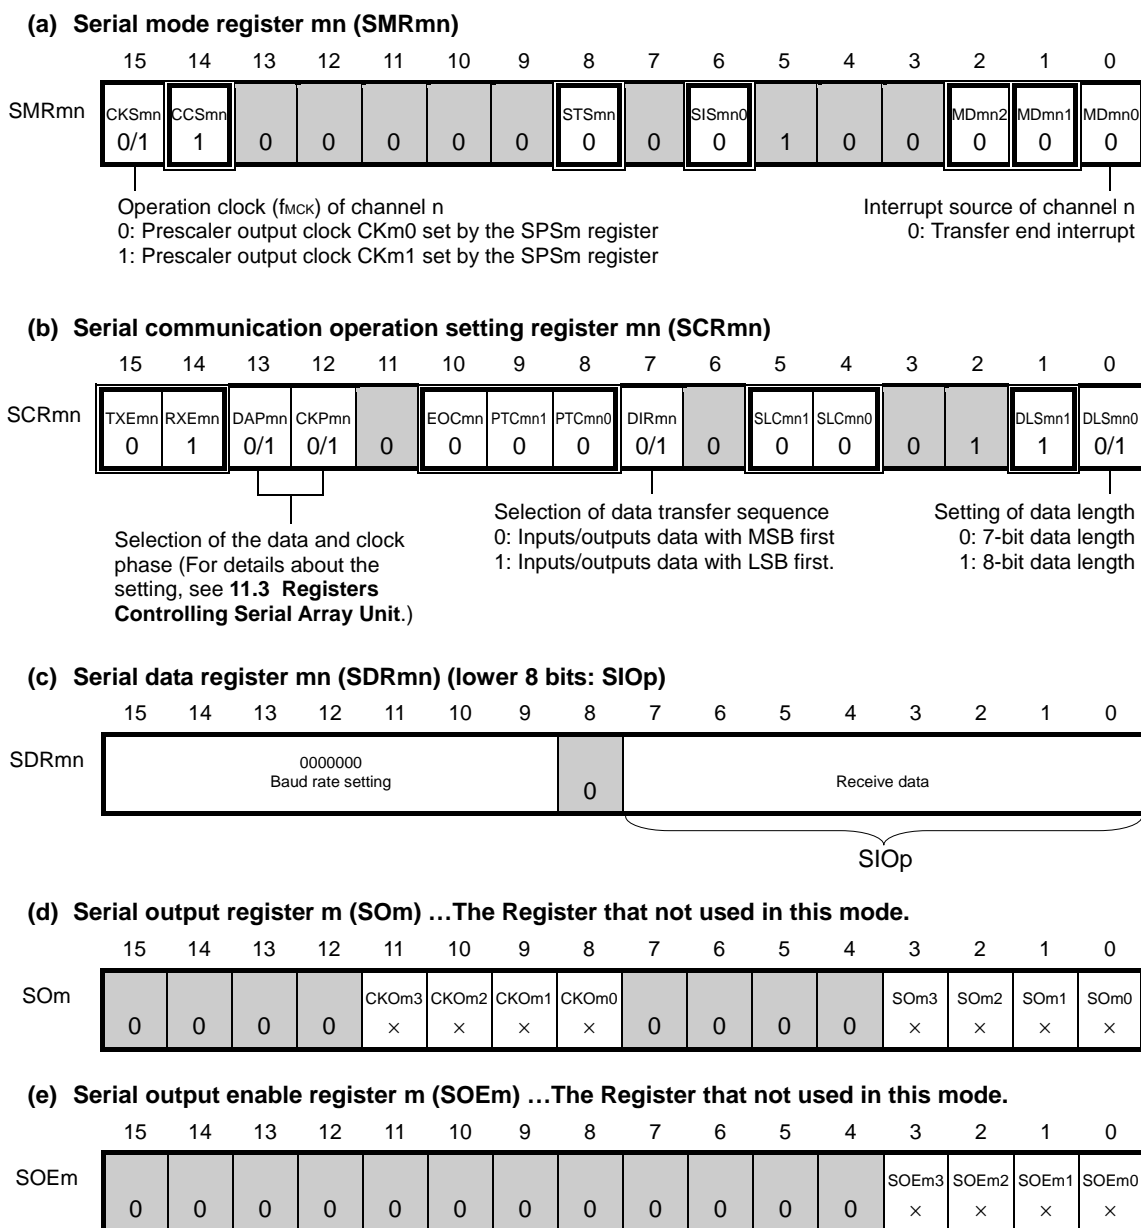 (a) Serial mode register mn (SMRmn)
15 14 13 12 11 10 9 8 7 6 5 4 3 2 1 0
SMRmn
CKSmn CCSmn STSmn SISmn0 MDmn2 MDmn1 MDmn0
0/1 1 0 0 0 0 0 0 0 0 1 0 0 0 0 0
Operation clock (fMCK) of channel n
0: Prescaler output clock CKm0 set by the SPSm register
1: Prescaler output clock CKm1 set by the SPSm register
Interrupt source of channel n
0: Transfer end interrupt
(b) Serial communication operation setting register mn (SCRmn)
15 14 13 12 11 10 9 8 7 6 5 4 3 2 1 0
SCRmn
TXEmn RXEmn DAPmn CKPmn EOCmn PTCmn1 PTCmn0 DIRmn SLCmn1 SLCmn0 DLSmn1 DLSmn0
0 1 0/1 0/1 0 0 0 0 0/1 0 0 0 0 1 1 0/1
Selection of the data and clock
phase (For details about the
setting, see 11.3 Registers
Controlling Serial Array Unit.)
Selection of data transfer sequence
0: Inputs/outputs data with MSB first
1: Inputs/outputs data with LSB first.
Setting of data length
0: 7-bit data length
1: 8-bit data length
(c) Serial data register mn (SDRmn) (lower 8 bits: SIOp)
15 14 13 12 11 10 9 8 7 6 5 4 3 2 1 0
SDRmn
0000000
Baud rate setting
0
Receive data
SIOp
(d) Serial output register m (SOm) …The Register that not used in this mode.
15 14 13 12 11 10 9 8 7 6 5 4 3 2 1 0
SOm
CKOm3 CKOm2 CKOm1 CKOm0 SOm3 SOm2 SOm1 SOm0
0 0 0 0 × × × × 0 0 0 0 × × × ×
(e) Serial output enable register m (SOEm) …The Register that not used in this mode.
15 14 13 12 11 10 9 8 7 6 5 4 3 2 1 0
SOEm
SOEm3 SOEm2 SOEm1 SOEm0
0 0 0 0 0 0 0 0 0 0 0 0 × × × ×